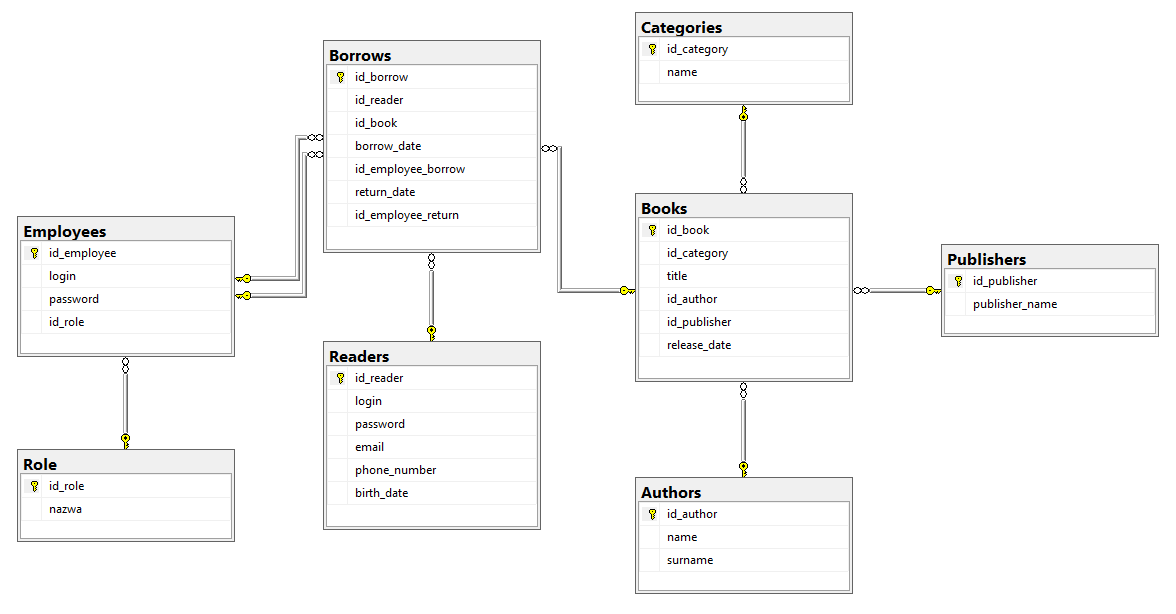 Categories
id_category
name
Borrows
id_borrow
id_reader
id_book
borrow_date
id_employee_borrow
return_date
id_employee_return
Books
id_book
id_category
title
id_author
id_publisher
release_date
Employees
id_employee
login
password
id_role
Publishers
id_publisher
publisher_name
Readers
id_reader
login
password
email
phone_number
birth_date
Role
id_role
nazwa
Authors
id_author
name
surname